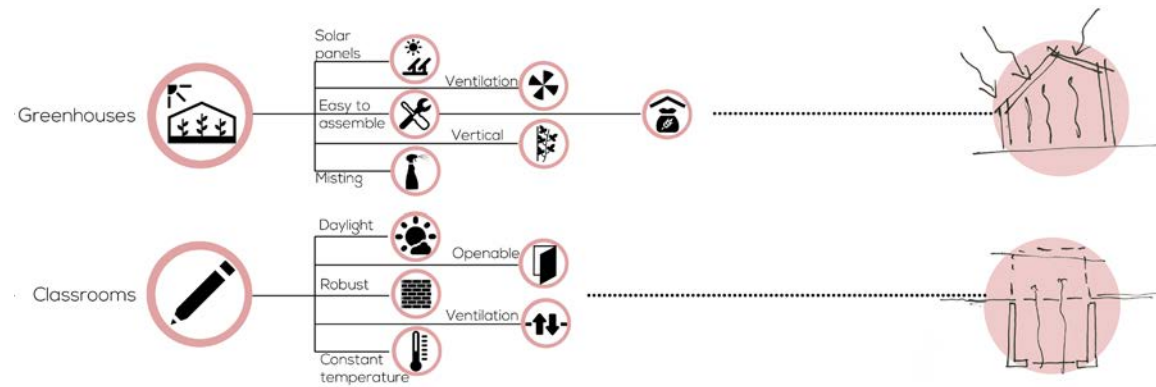 Solar
panels
Ventilation
Greenhouses
Easy to
assemble
Vertical
Misting
Daylight
Openable
Robust
Classrooms
Ventilation
Constant
temperature